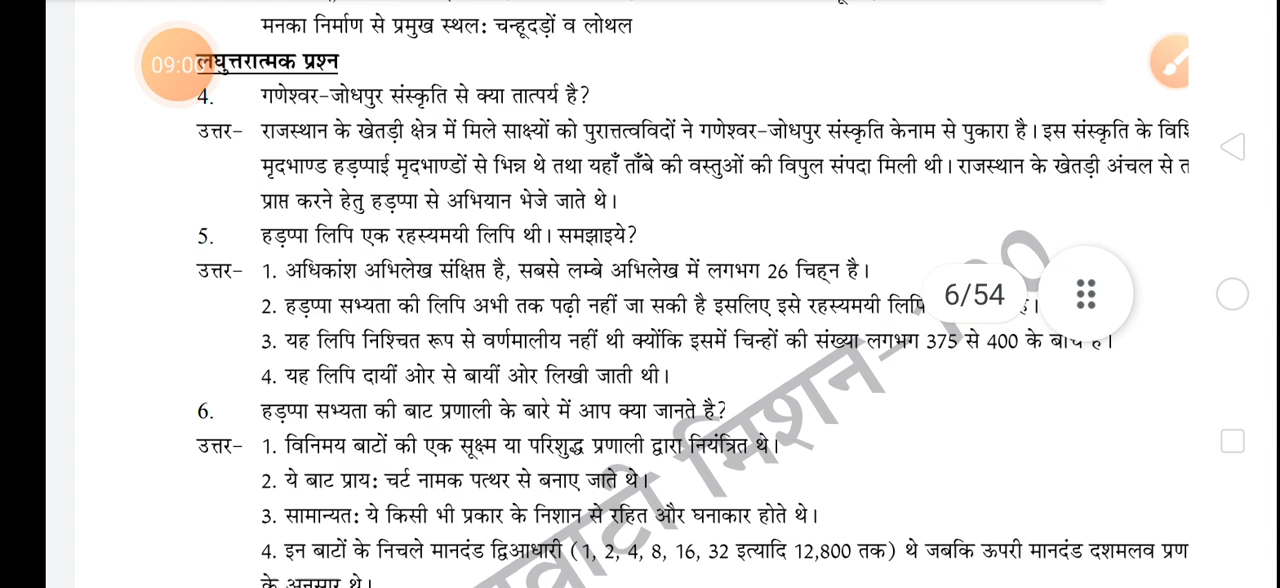 मनका निर्माण से प्रमुख स्थल: चन्हूदड़ों व लोथल
लघुत्तरात्मक प्रश्न
09:00
4. गणेश्वर-जोधपुर संस्कृति से क्या तात्पर्य है?
उत्तर- राजस्थान के खेतड़ी क्षेत्र में मिले साक्ष्यों को पुरातत्वविदों ने गणेश्वर-जोधपुर संस्कृति केनाम से पुकारा है। इस संस्कृति के
मृदभाण्ड हड़प्पाई मृदभाण्डों से भिन्न थे तथा यहाँ ताँबे की वस्तुओं की विपुल संपदा मिली थी। राजस्थान के खेतड़ी अंचल से
प्राप्त करने हेतु हड़प्पा से अभियान भेजे जाते थे।
5. हड़प्पा लिपि एक रहस्यमयी लिपि थी। समझाइये?
उत्तर- 1. अधिकांश अभिलेख संक्षिप्त है, सबसे लम्बे अभिलेख में लगभग 26 चिह्न है।
2. हड़प्पा सभ्यता की लिपि अभी तक पढ़ी नहीं जा सकी है इसलिए इसे रहस्यमयी लिपि
6/54
3. यह लिपि निश्चित रूप से वर्णमालीय नहीं थी क्योंकि इसमें चिन्हों की संख्या लगभग 375 से 400 के
4. यह लिपि दायीं ओर से बायीं ओर लिखी जाती थी।
6. हड़प्पा सभ्यता की बाट प्रणाली के बारे में आप क्या जानते है?
उत्तर- 1. विनिमय बाटों की एक सूक्ष्म या परिशुद्ध प्रणाली द्वारा नियंत्रित थे।
2. ये बाट प्राय: चर्ट नामक पत्थर से बनाए जाते थे।
3. सामान्यत: ये किसी भी प्रकार के निशान से रहित और घनाकार होते थे।
4. इन बाटों के निचले मानदंड द्विआधारी (1, 2, 4, 8, 16, 32 इत्यादि 12,800 तक) थे जबकि ऊपरी मानदंड दशमलव
के अनुसार थे।
मिशन-